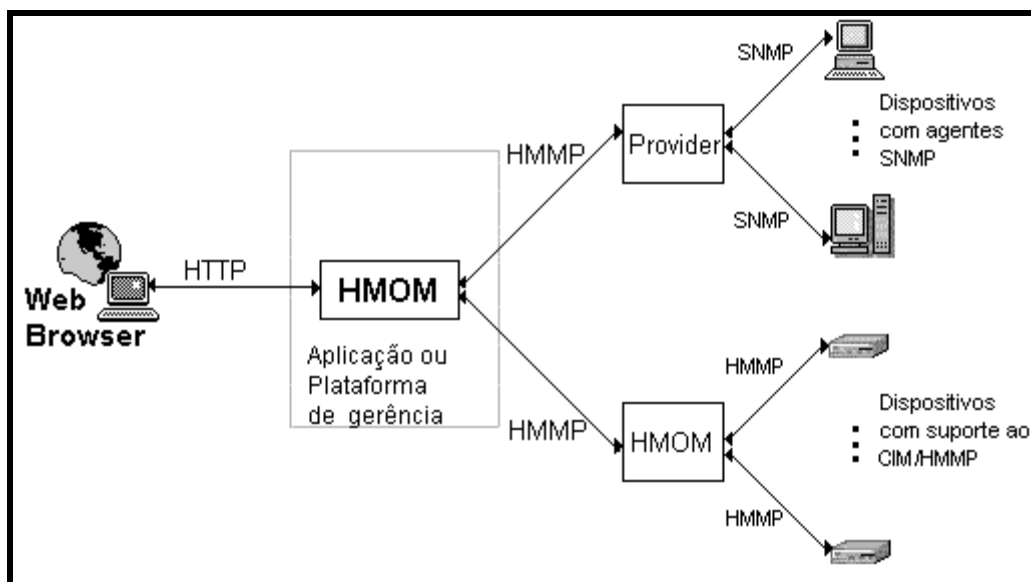 Web
Browser
HTTP
HMOM
Aplicação ou
Plataforma
de gerência
HMMP
HMMP
Provider
SNMP
SNMP
Dispositivos
com agentes
SNMP
HMOM
HMMP
HMMP
Dispositivos
com suporte ao
CIM/HMMP